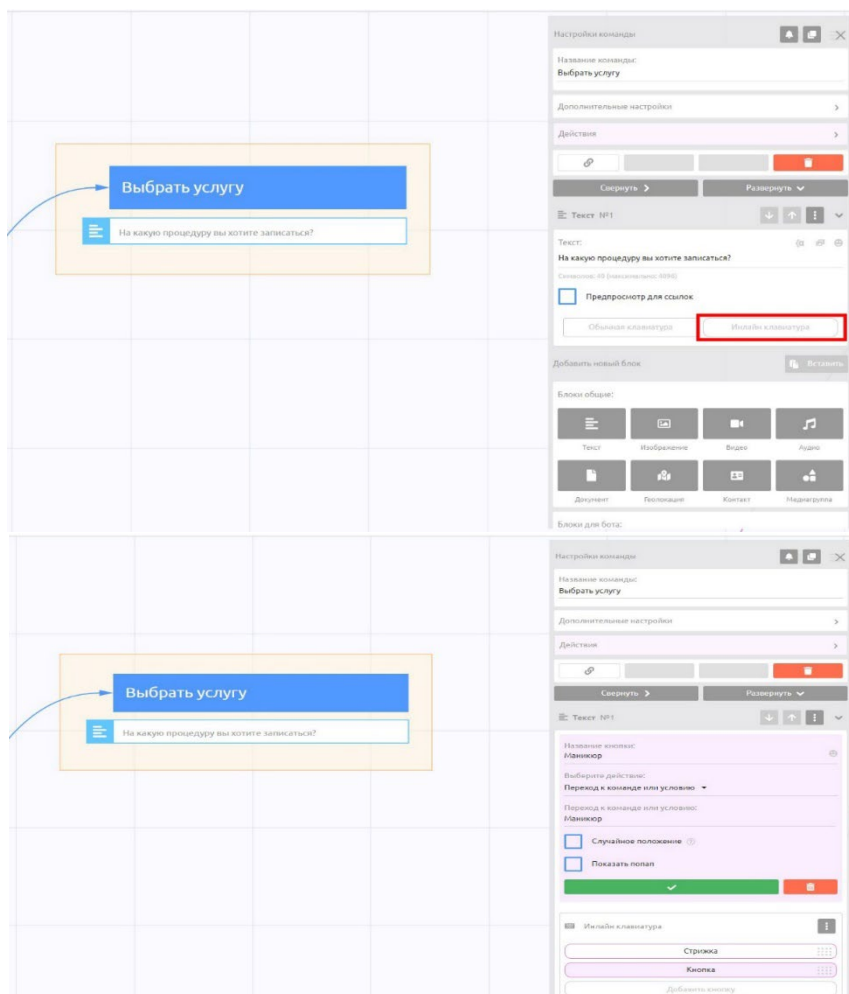 Настройки команды
Название команды:
Выбрать услугу
Дополнительные настройки
Действия
Свернуть
Развернуть
Текст №1
Текст:
На какую процедуру вы хотите записаться?
Предпросмотр для ссылок
Обычная клавиатура
Инлайн клавиатура
Добавить новый блок
Вставить
Блоки общие:
Текст
Изображение
Видео
Аудио
Документ
Геолокация
Контакт
Медиагруппа
Блоки для бота:
Выбрать услугу
На какую процедуру вы хотите записаться?
Настройки команды
Название команды:
Выбрать услугу
Дополнительные настройки
Действия
Свернуть
Развернуть
Текст №1
Название кнопки:
Маникюр
Выберите действие:
Переход к команде или условию
Переход к команде или условию:
Маникюр
Случайное положение
Показать попап
Инлайн клавиатура
Стрижка
Кнопка
Добавить кнопку
Выбрать услугу
На какую процедуру вы хотите записаться?